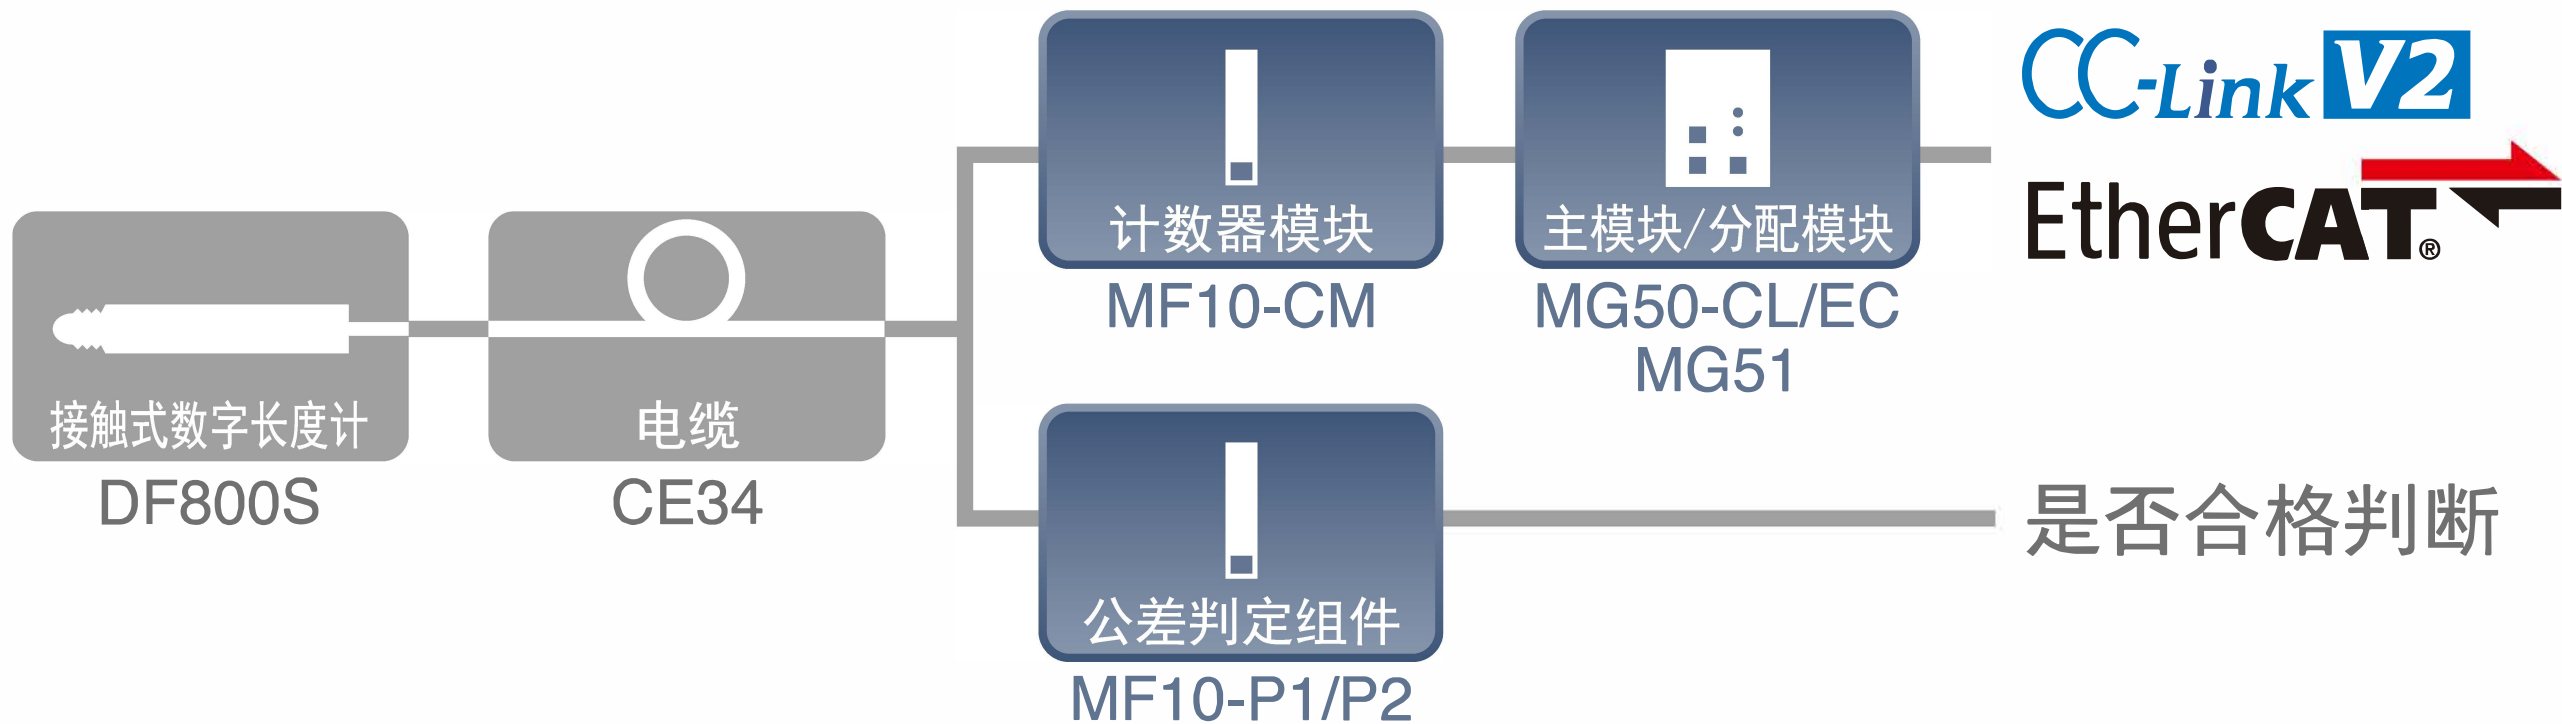 接触式数字长度计
DF800S
电缆
CE34
计数器模块
MF10-CM
主模块/分配模块
MG50-CL/EC
MG51
CC-Link V2
EtherCAT®
公差判定组件
MF10-P1/P2
是否合格判断